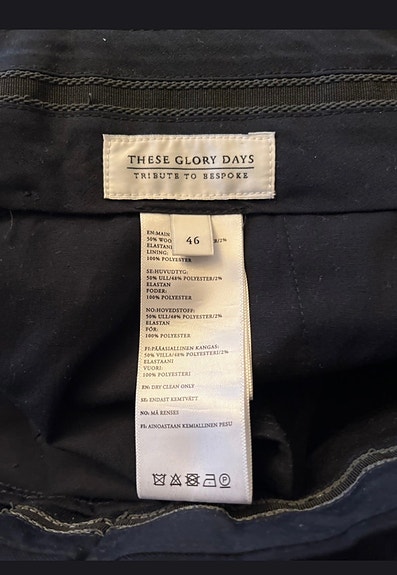 THESE GLORY DAYS
TRIBUTE TO BESPOKE
46
EN:MAIN
50% WOO R/2%
ELASTAN
LINING:
100% POLYESTER
SE:HUVUDTYG:
50% ULL/48% POLYESTER/2%
ELASTAN
FODER:
100% POLYESTER
NO:HOVEDSTOFF:
50% ULL/48% POLYESTER/2%
ELASTAN
FÔR:
100% POLYESTER
FI:PÄÄASIALLINEN KANGAS:
50% VILLA/48% POLYESTERI/2%
ELASTAANI
VUORI:
100% POLYESTERI
EN: DRY CLEAN ONLY
SE: ENDAST KEMTVÄTT
NO: MÅ RENSES
FI: AINOASTAAN KEMIALLINEN PESU
P